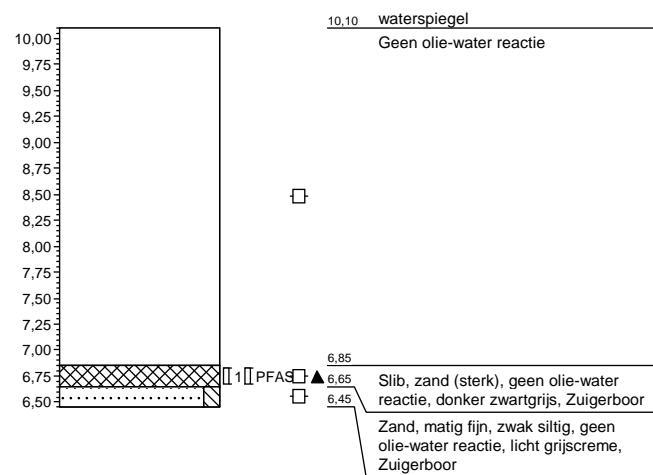 10,10 waterspiegel
Geen olie-water reactie
10,00
9,75
9,50
9,25
9,00
8,75
8,50
8,25
8,00
7,75
7,50
7,25
7,00
6,75
6,50
1 PFAS
6,85
6,65
Slib, zand (sterk), geen olie-water
reactie, donker zwartgrijs, Zuigerboor
6,45
Zand, matig fijn, zwak siltig, geen
olie-water reactie, licht grijscreme,
Zuigerboor